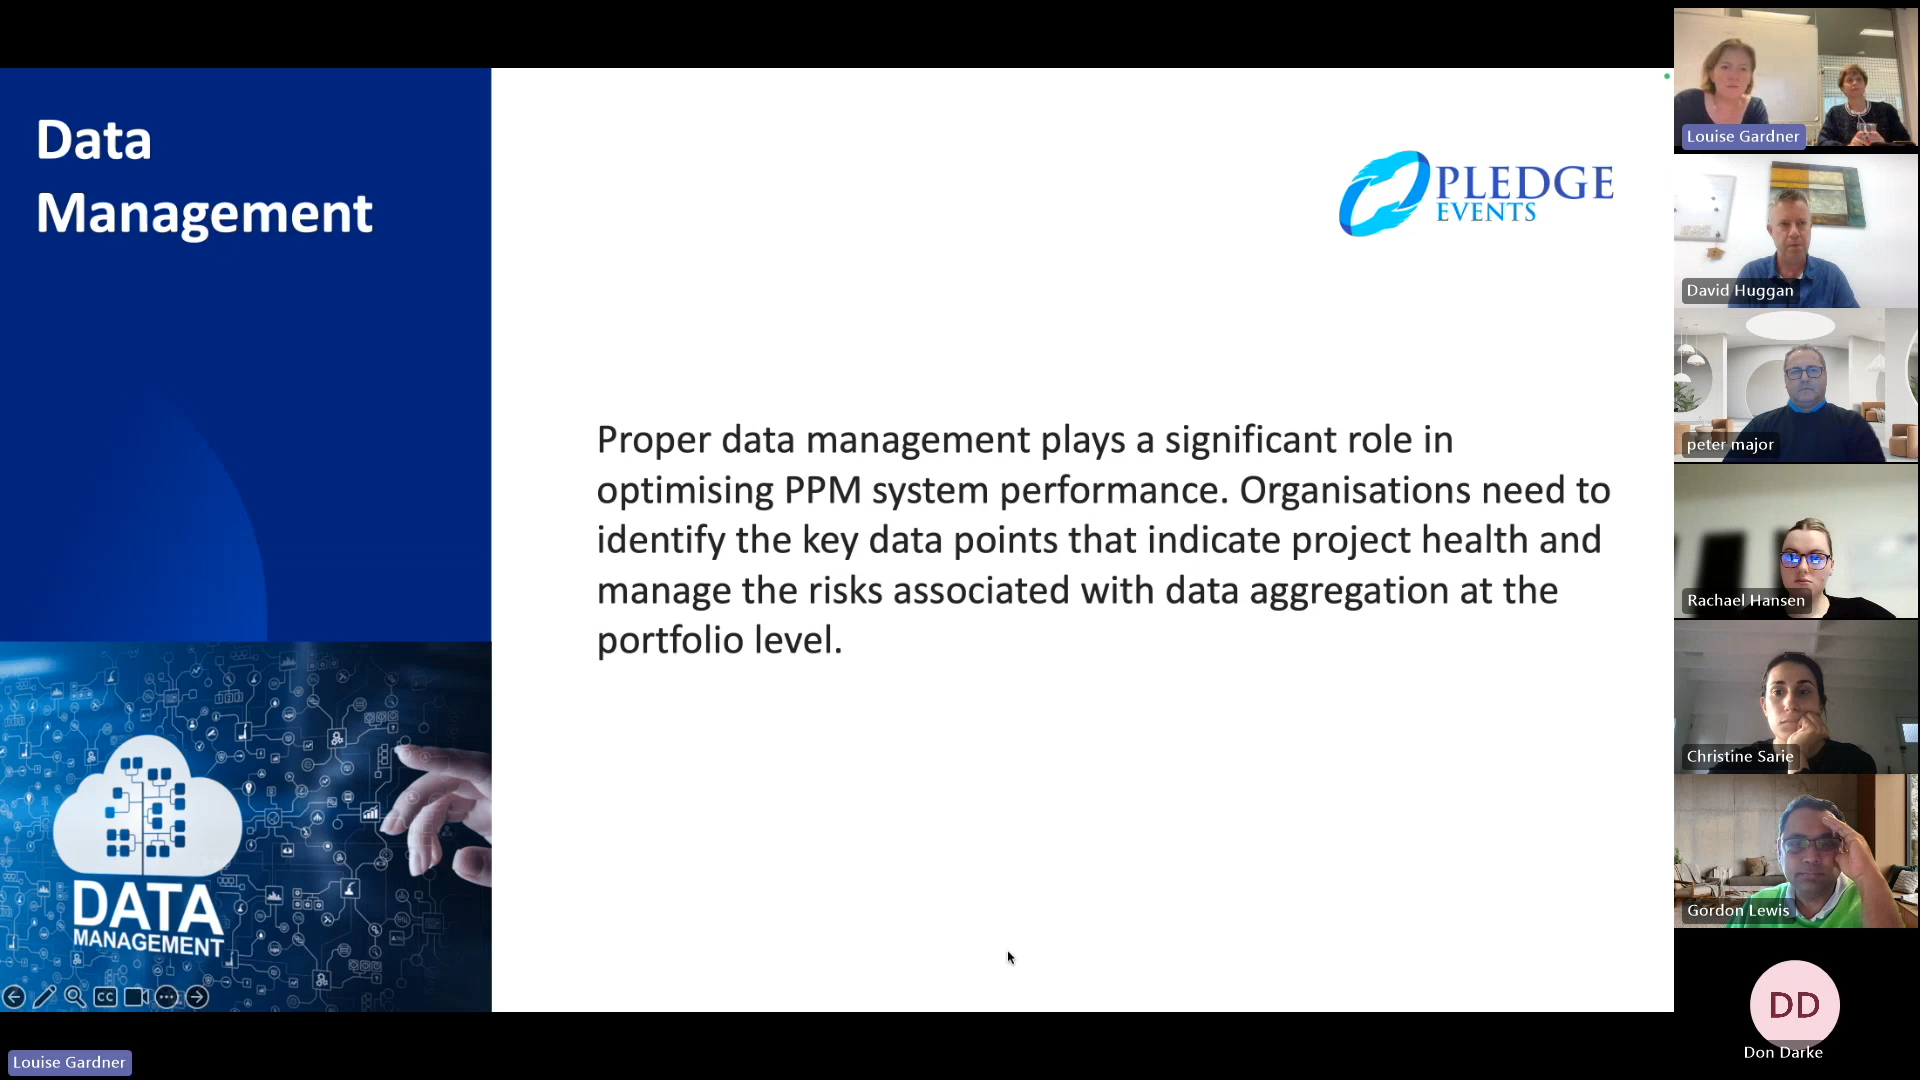 Data
Management
PLEDGE
EVENTS
Proper data management plays a significant role in
optimising PPM system performance. Organisations need to
identify the key data points that indicate project health and
manage the risks associated with data aggregation at the
portfolio level.
DATA
MANAGEMENT
CC
Louise Gardner
Louise Gardner
David Huggan
peter major
Rachael Hansen
Christine Sarie
Gordon Lewis
DD
Don Darke